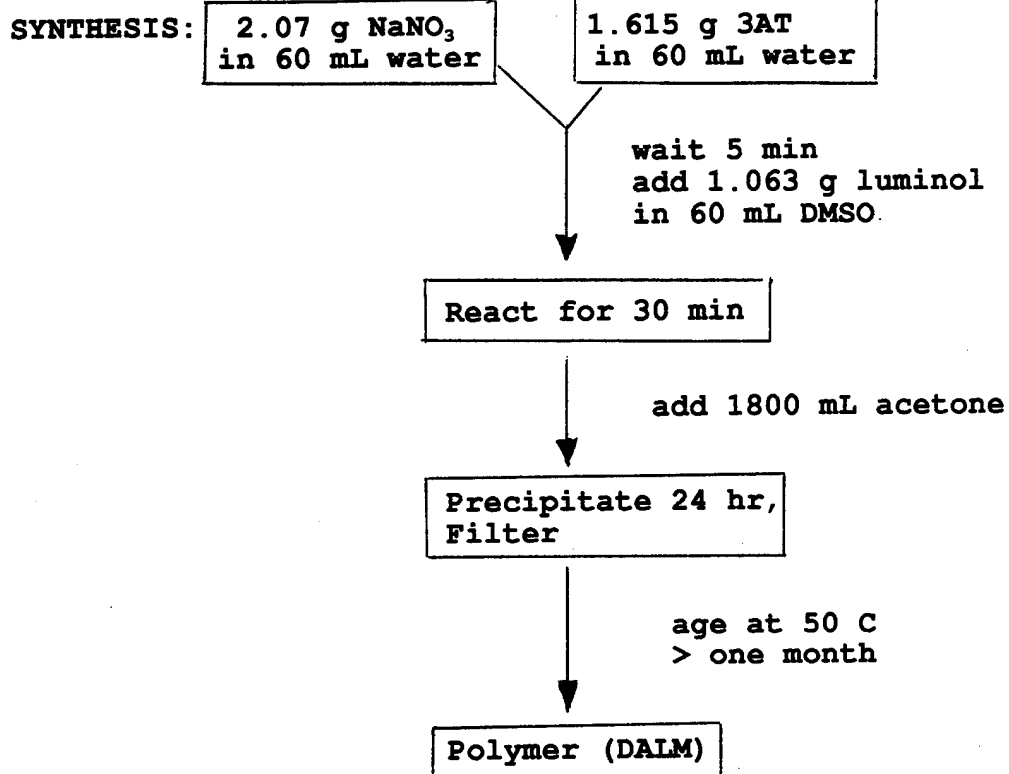 SYNTHESIS:
2.07 g NaNO₃
in 60 mL water
1.615 g 3AT
in 60 mL water
wait 5 min
add 1.063 g luminol
in 60 mL DMSO
React for 30 min
add 1800 mL acetone
Precipitate 24 hr,
Filter
age at 50 C
> one month
Polymer (DALM)